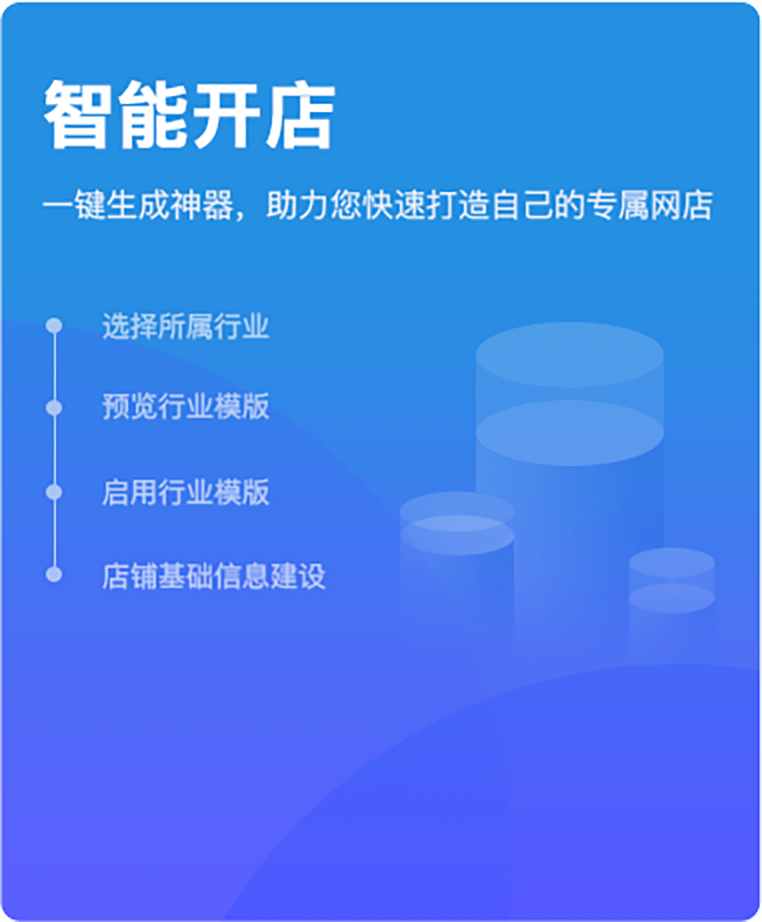 智能开店
一键生成神器，助力您快速打造自己的专属网店
选择所属行业
预览行业模版
启用行业模版
店铺基础信息建设